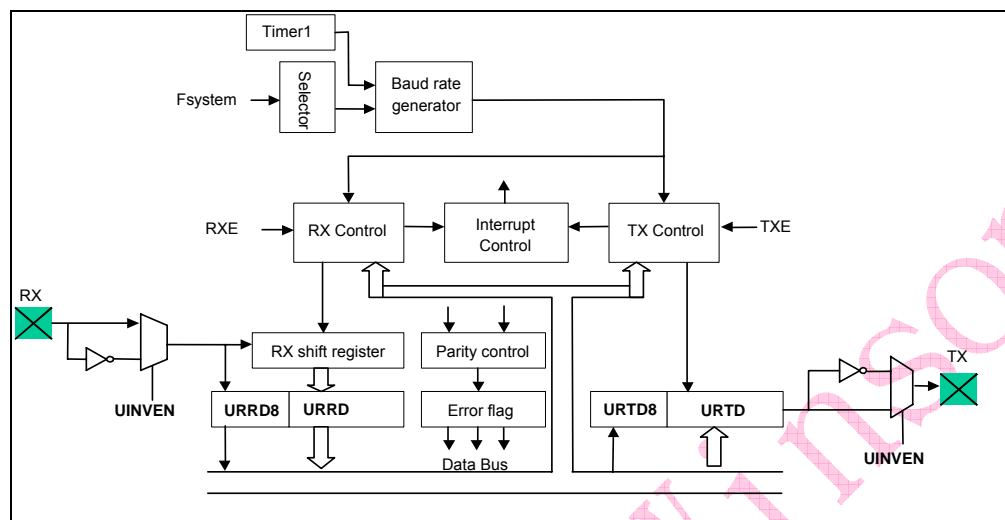 Timer1
Fsystem
Selector
Baud rate
generator
RXE
RX Control
Interrupt
Control
TX Control
TXE
RX
RX shift register
Parity control
TX
UINVEN
URRD8
URRD
Error flag
URTD8
URTD
UINVEN
Data Bus